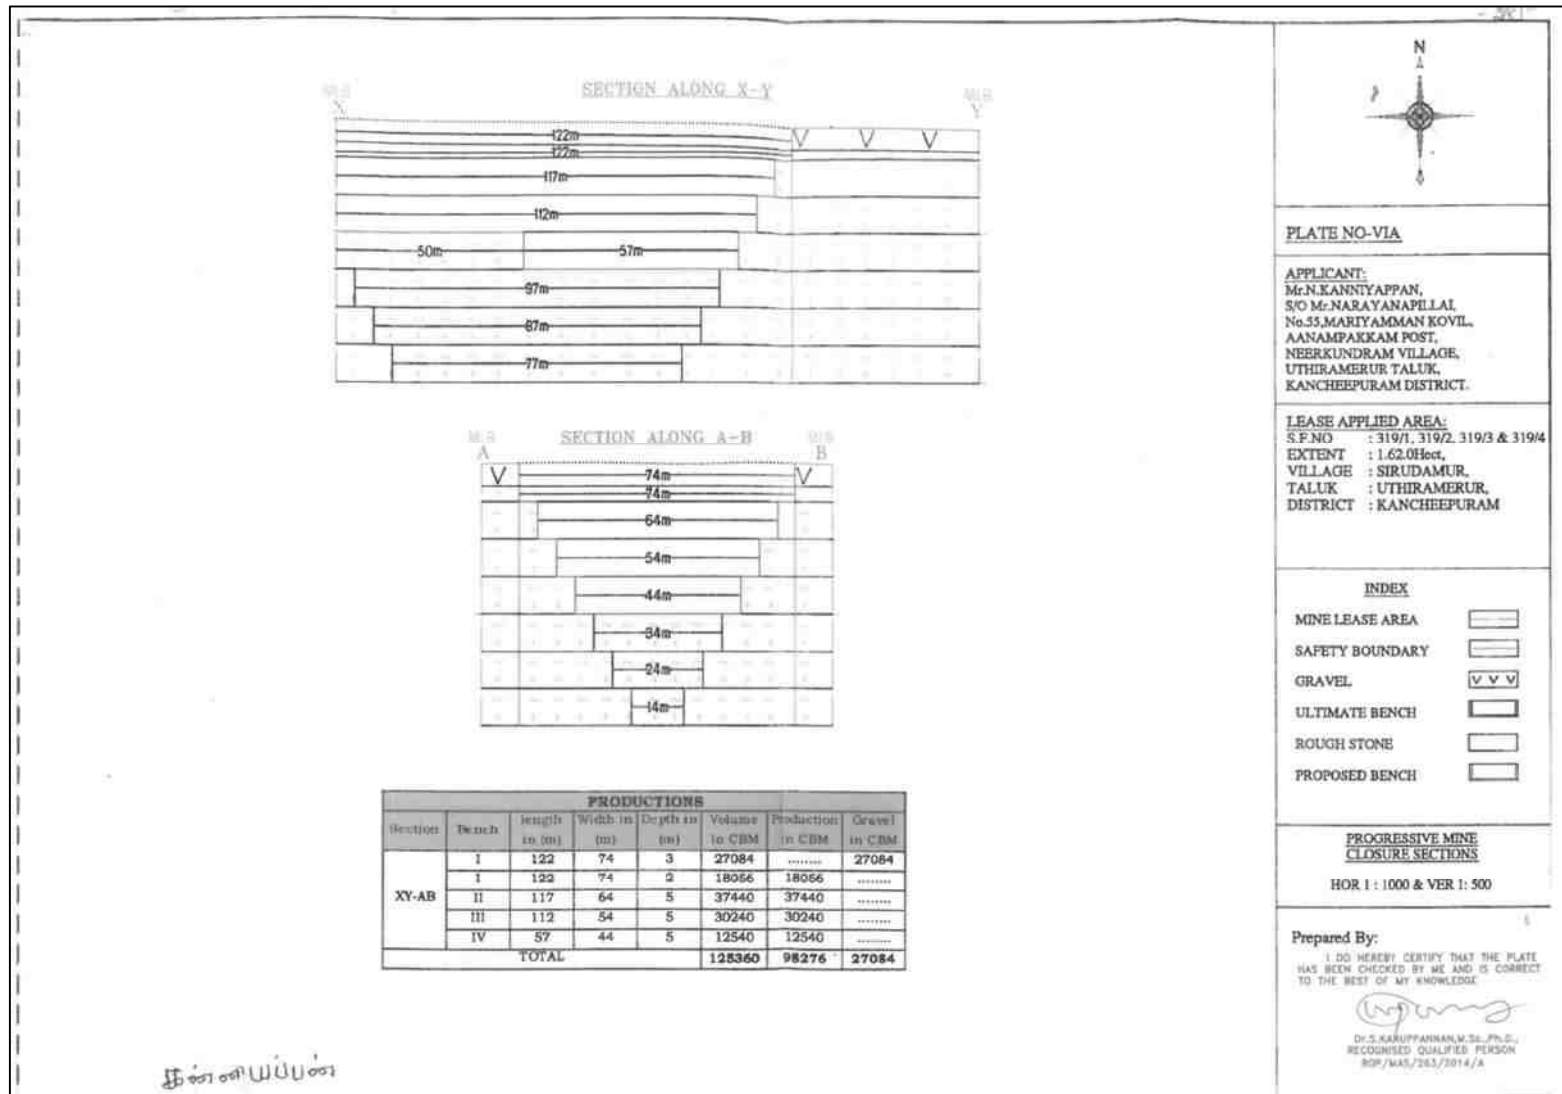 SECTION ALONG X-Y
M.B
X
M.B
Y
122m
122m
117m
112m
50m 57m
97m
87m
77m
SECTION ALONG A-B
M.B
A
M.B
B
74m
74m
64m
54m
44m
34m
24m
14m
PRODUCTIONS
Section Bench length in (m) Width in (m) Depth in (m) Volume in CBM Production in CBM Gravel in CBM
XY-AB
I 122 74 3 27084 ........ 27084
I 122 74 2 18056 18056 ........
II 117 64 5 37440 37440 ........
III 112 54 5 30240 30240 ........
IV 57 44 5 12540 12540 ........
TOTAL 125360 98276 27084
கன்னியப்பன்
N
PLATE NO-VIA
APPLICANT:
Mr.N.KANNIYAPPAN,
S/O Mr.NARAYANAPILLAI,
No.55,MARIYAMMAN KOVIL,
AANAMPAKKAM POST,
NEERKUNDRAM VILLAGE,
UTHIRAMERUR TALUK,
KANCHEEPURAM DISTRICT.
LEASE APPLIED AREA:
S.F.NO : 319/1, 319/2, 319/3 & 319/4
EXTENT : 1.62.0Hect,
VILLAGE : SIRUDAMUR,
TALUK : UTHIRAMERUR,
DISTRICT : KANCHEEPURAM
INDEX
MINE LEASE AREA
SAFETY BOUNDARY
GRAVEL V V V
ULTIMATE BENCH
ROUGH STONE
PROPOSED BENCH
PROGRESSIVE MINE
CLOSURE SECTIONS
HOR 1 : 1000 & VER 1: 500
Prepared By:
I DO HEREBY CERTIFY THAT THE PLATE
HAS BEEN CHECKED BY ME AND IS CORRECT
TO THE BEST OF MY KNOWLEDGE
Dr.S.KARUPPANNAN,M.Sc.,Ph.D.,
RECOGNISED QUALIFIED PERSON
RQP/MAS/263/2014/A